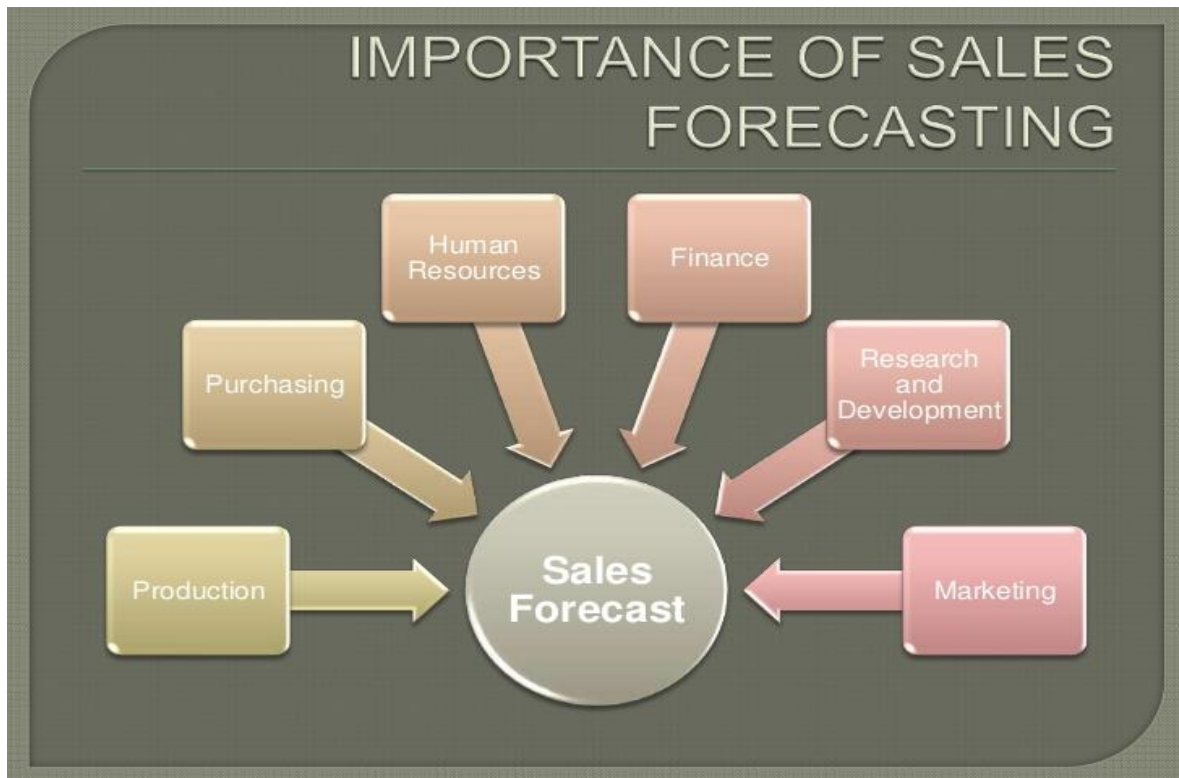 IMPORTANCE OF SALES
FORECASTING
Human
Resources
Finance
Purchasing
Research
and
Development
Production
Sales
Forecast
Marketing